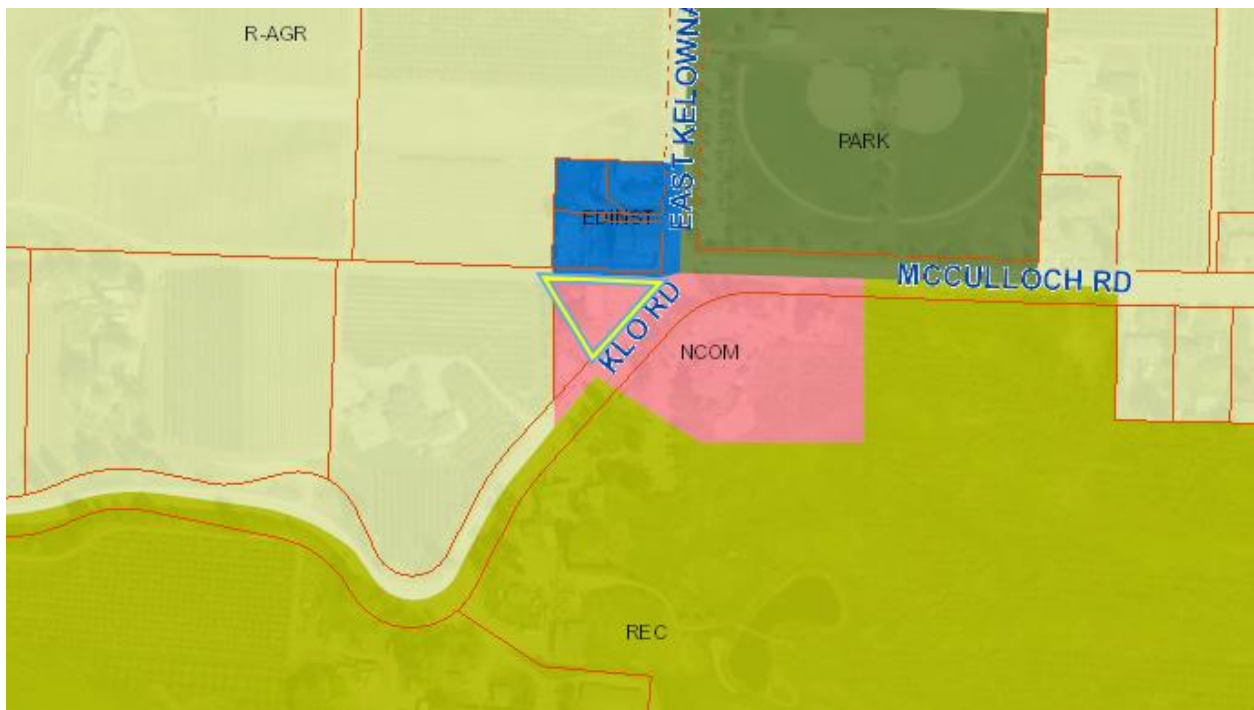 R-AGR
EAST KELOWNA
PARK
EDINST
MCCULLOCH RD
KLO RD
NCOM
REC